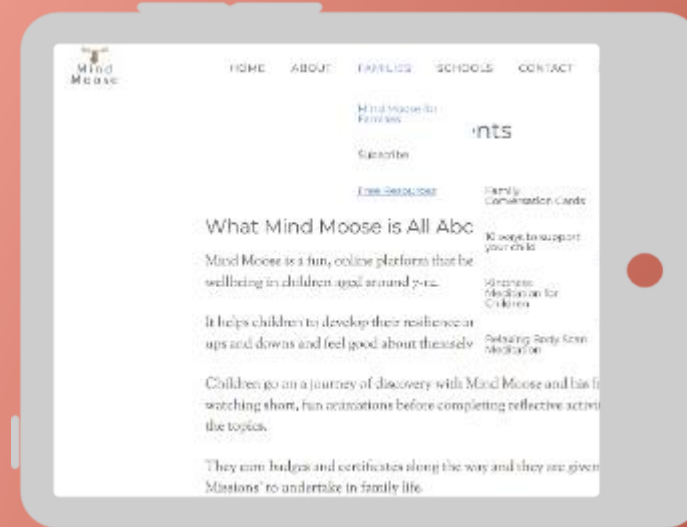 Mind
Moose
HOME ABOUT FAMILIES SCHOOLS CONTACT
Mind Moose for
Families
nts
Subscribe
Free Resources
Family
Conversation Cards
What Mind Moose is All Abo
10 ways to support
your child
Mind Moose is a fun, online platform that he
wellbeing in children aged around 7-12.
Kindness
Meditation for
Children
It helps children to develop their resilience
ups and downs and feel good about themselv
Relaxing Body Scan
Meditation
Children go on a journey of discovery with Mind Moose and his
watching short, fun animations before completing reflective activi
the topics.
They earn badges and certificates along the way and they are given
Missions' to undertake in family life.